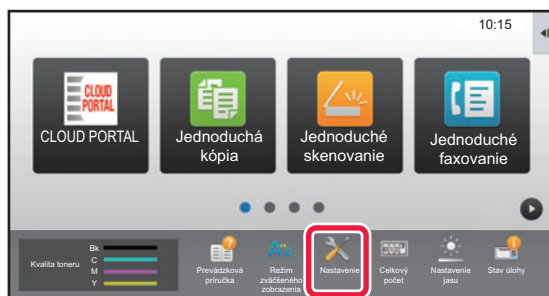 10:15
CLOUD
PORTAL
CLOUD PORTAL
Jednoduchá
kópia
Jednoduché
skenovanie
Jednoduché
faxovanie
Kvalita toneru
Bk
C
M
Y
Prevádzková
príručka
Režim
zväčšeného
zobrazenia
Nastavenie
Celkový
počet
Nastavenie
jasu
Stav úlohy